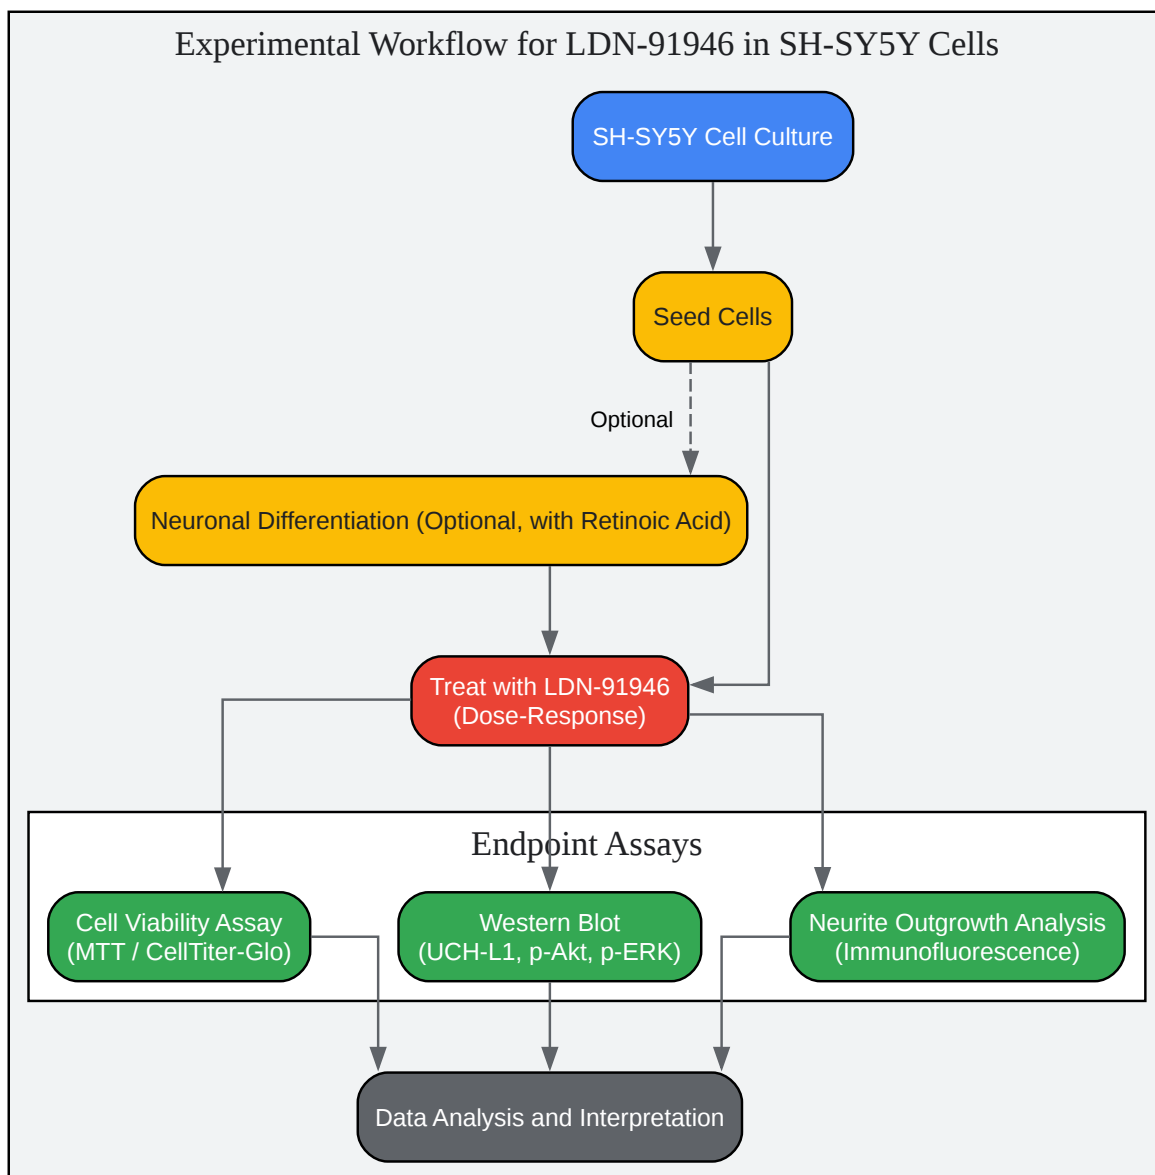 Experimental Workflow for LDN-91946 in SH-SY5Y Cells
SH-SY5Y Cell Culture
Seed Cells
Optional
Neuronal Differentiation (Optional, with Retinoic Acid)
Treat with LDN-91946
(Dose-Response)
Endpoint Assays
Cell Viability Assay
(MTT / CellTiter-Glo)
Western Blot
(UCH-L1, p-Akt, p-ERK)
Neurite Outgrowth Analysis
(Immunofluorescence)
Data Analysis and Interpretation